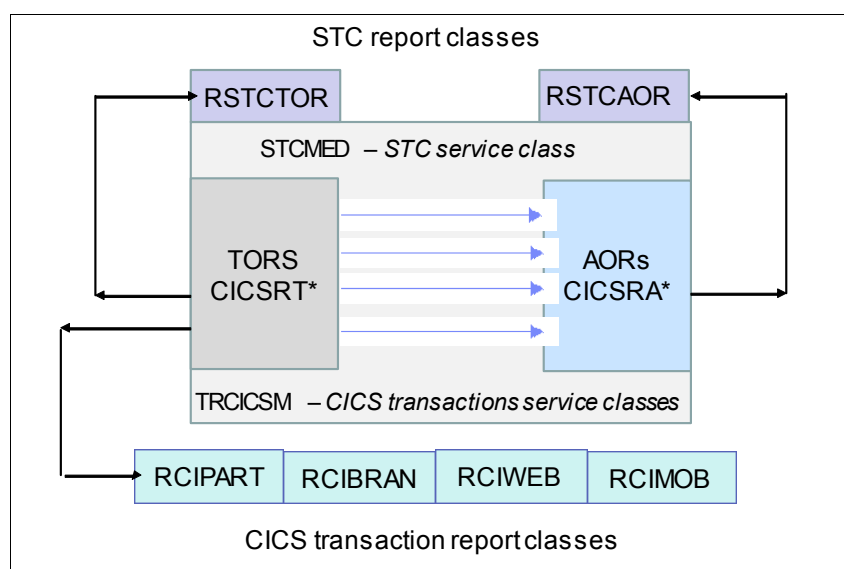 STC report classes
RSTCTOR
RSTCAOR
STCMED – STC service class
TORS
CICSRT*
AORs
CICSRA*
TRCICSM – CICS transactions service classes
RCIPART
RCIBRAN
RCIWEB
RCIMOB
CICS transaction report classes